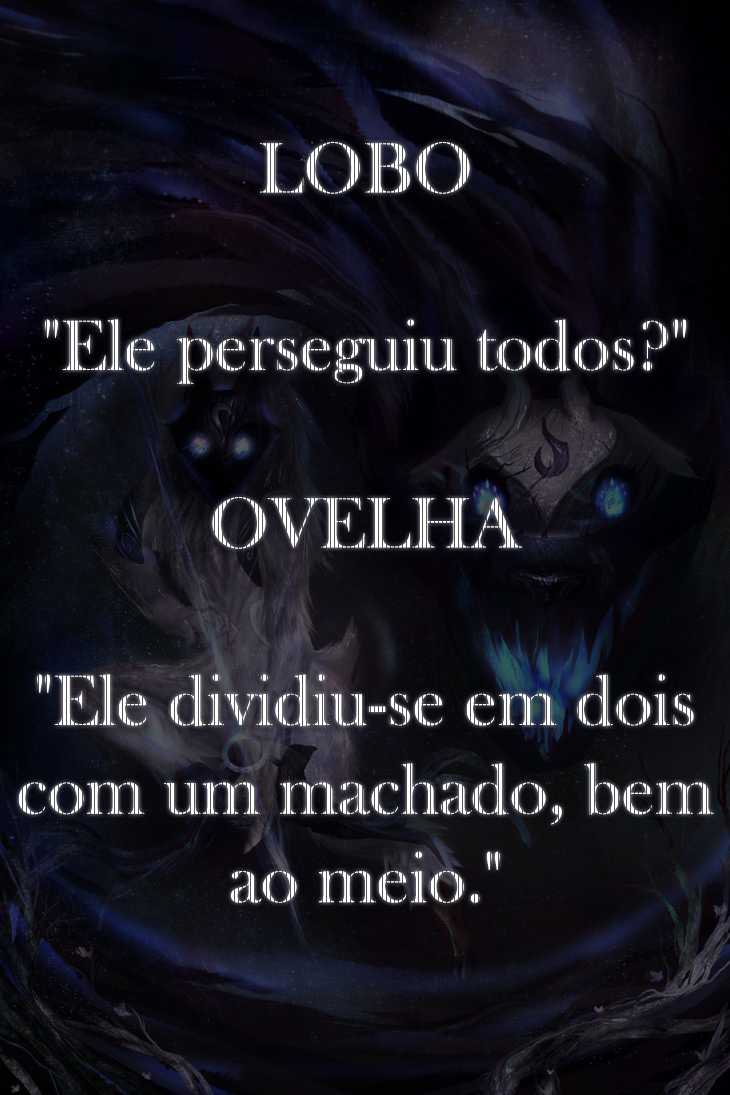 LOBO
"Ele perseguiu todos?"
OVELHA
"Ele dividiu-se em dois
com um machado, bem
ao meio."